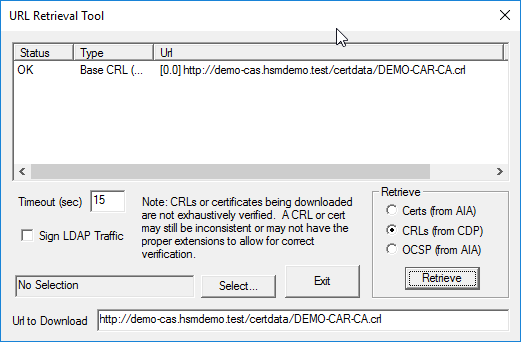 URL Retrieval Tool
Status Type Url
OK Base CRL (... [0.0] http://demo-cas.hsmdemo.test/certdata/DEMO-CAR-CA.crl
Timeout (sec) 15
Sign LDAP Traffic
Note: CRLs or certificates being downloaded
are not exhaustively verified. A CRL or cert
may still be inconsistent or may not have the
proper extensions to allow for correct
verification.
Retrieve
Certs (from AIA)
CRLs (from CDP)
OCSP (from AIA)
Retrieve
No Selection
Select...
Exit
Url to Download http://demo-cas.hsmdemo.test/certdata/DEMO-CAR-CA.crl